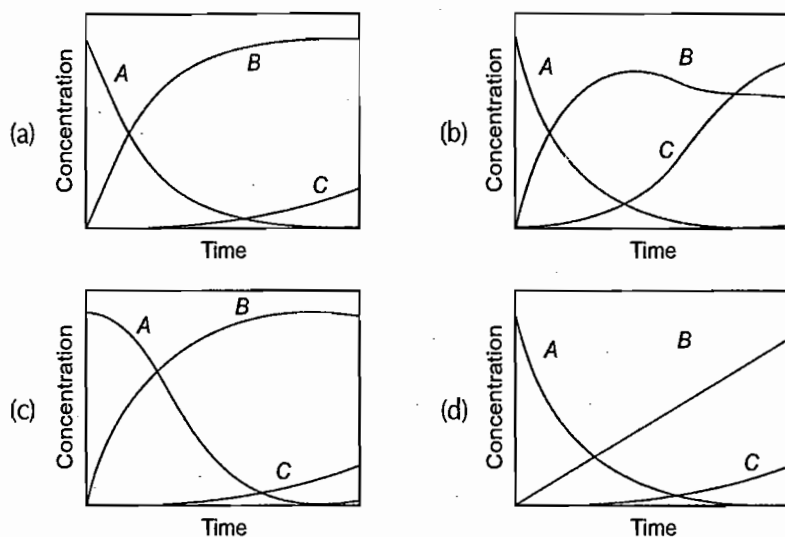 (a)
Concentration
A
B
C
Time
(b)
Concentration
A
B
C
Time
(c)
Concentration
A
B
C
Time
(d)
Concentration
A
B
C
Time